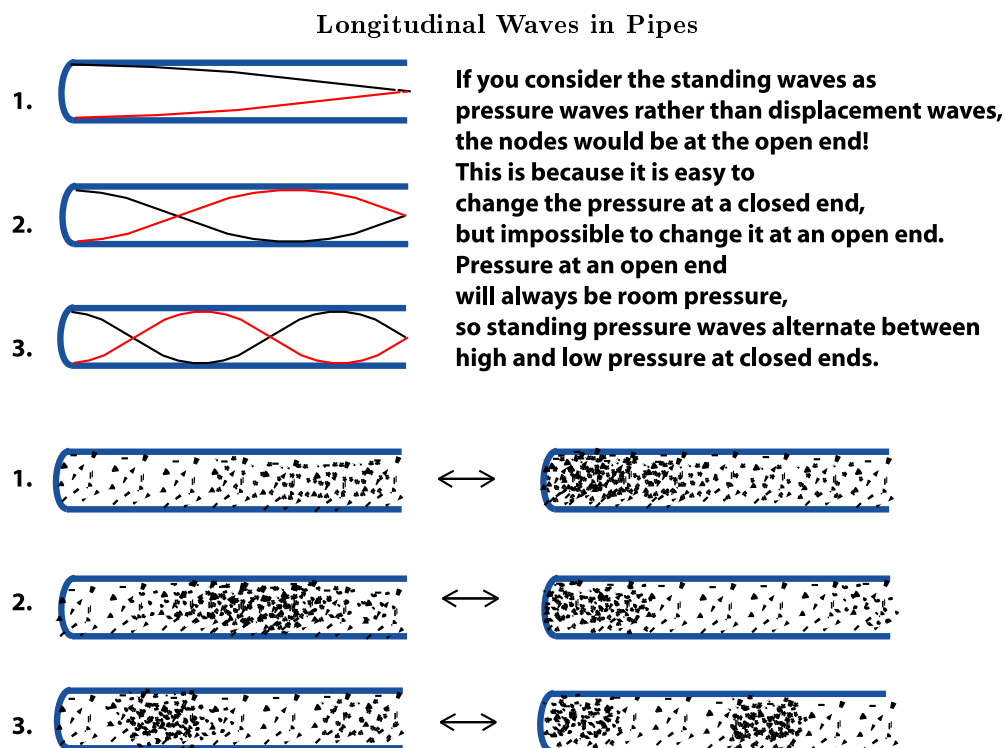 Longitudinal Waves in Pipes
1.
If you consider the standing waves as
pressure waves rather than displacement waves,
the nodes would be at the open end!
This is because it is easy to
2.
change the pressure at a closed end,
but impossible to change it at an open end.
Pressure at an open end
will always be room pressure,
3.
so standing pressure waves alternate between
high and low pressure at closed ends.
1.
2.
3.